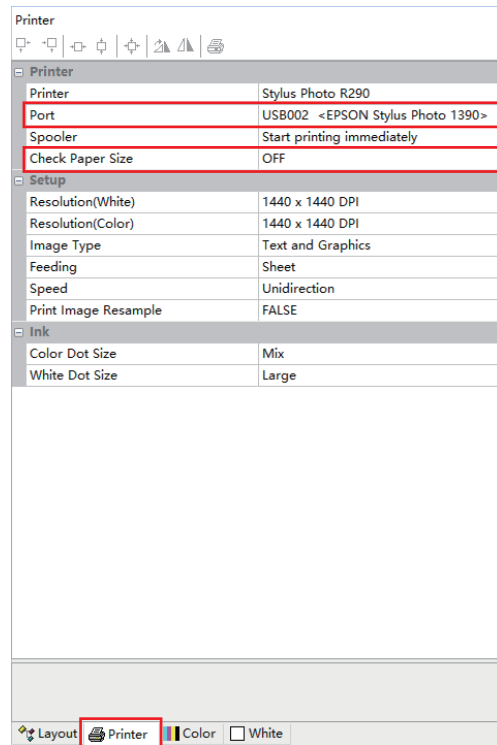 Printer
Printer
Printer Stylus Photo R290
Port USB002 <EPSON Stylus Photo 1390>
Spooler Start printing immediately
Check Paper Size OFF
Setup
Resolution(White) 1440 x 1440 DPI
Resolution(Color) 1440 x 1440 DPI
Image Type Text and Graphics
Feeding Sheet
Speed Unidirection
Print Image Resample FALSE
Ink
Color Dot Size Mix
White Dot Size Large
Layout Printer Color White